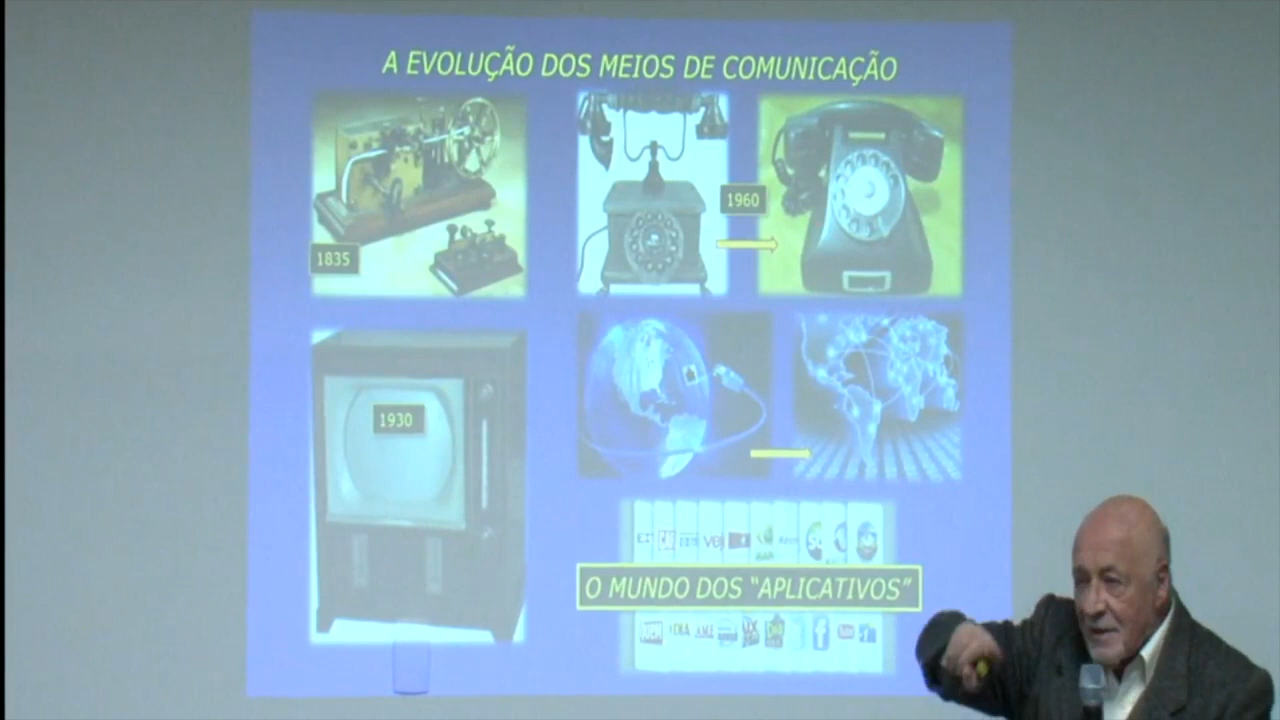 A EVOLUÇÃO DOS MEIOS DE COMUNICAÇÃO
1960
1835
1930
O MUNDO DOS “APLICATIVOS”